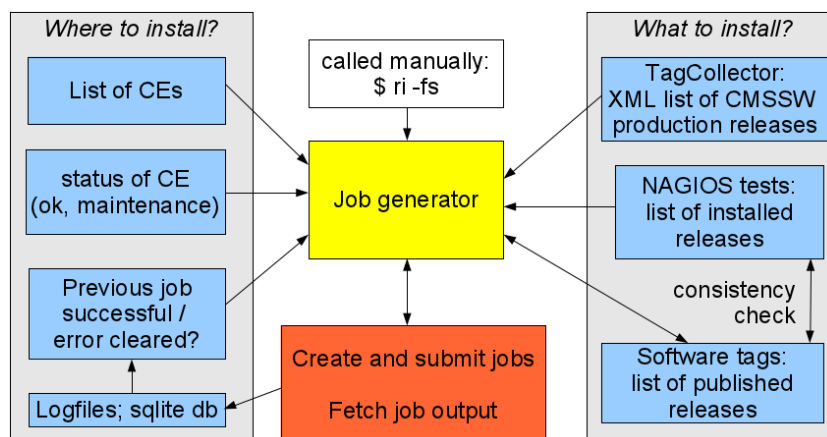 Where to install?
List of CEs
status of CE
(ok, maintenance)
Previous job
successful /
error cleared?
Logfiles; sqlite db
called manually:
$ ri -fs
Job generator
Create and submit jobs
Fetch job output
What to install?
TagCollector:
XML list of CMSSW
production releases
NAGIOS tests:
list of installed
releases
consistency
check
Software tags:
list of published
releases